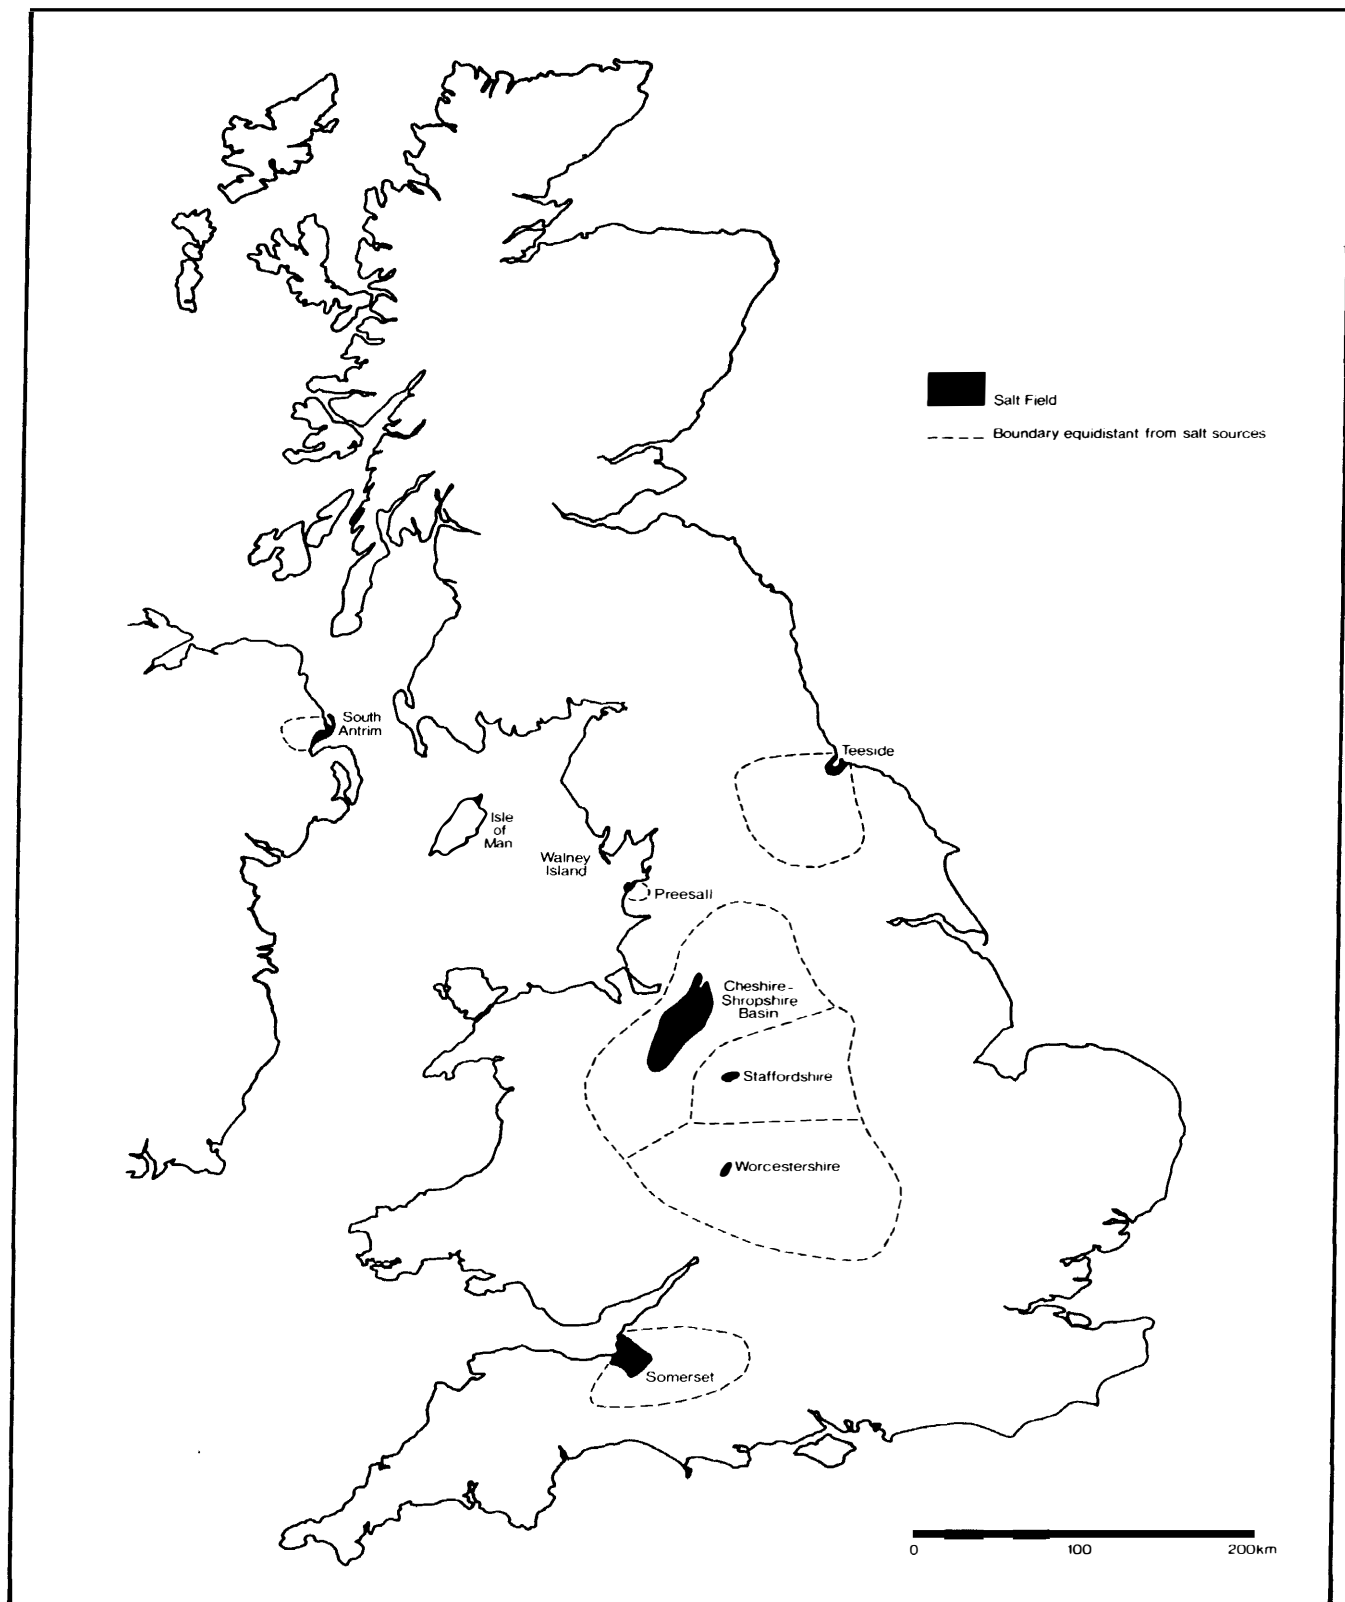 Salt Field
Boundary equidistant from salt sources
South
Antrim
Teeside
Isle
of
Man
Walney
Island
Preesall
Cheshire-
Shropshire
Basin
Staffordshire
Worcestershire
Somerset
0 100 200km